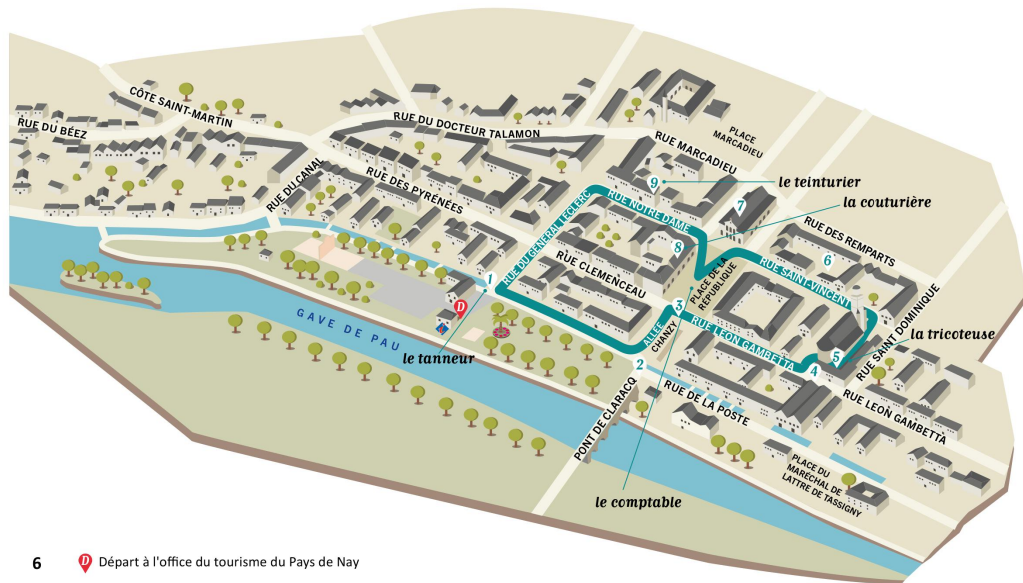 CÔTE SAINT-MARTIN
RUE DU BÉEZ
RUE DU DOCTEUR TALAMON
PLACE
MARCADIEU
RUE MARCADIEU
RUE DU CANAL
RUE DES PYRÉNÉES
9
le teinturier
7
la couturière
RUE DU GÉNÉRAL LECLERC
RUE NOTRE DAME
8
RUE DES REMPARTS
6
1
RUE CLEMENCEAU
PLACE DE LA
RÉPUBLIQUE
RUE SAINT-VINCENT
RUE SAINT DOMINIQUE
D
3
GAVE DE PAU
le tanneur
ALLÉE
CHANZY
RUE LEON GAMBETTA
la tricoteuse
5
4
2
RUE DE LA POSTE
RUE LEON GAMBETTA
PONT DE CLARACQ
PLACE DU
MARÉCHAL DE
LATTRE DE TASSIGNY
le comptable
6
D Départ à l'office du tourisme du Pays de Nay